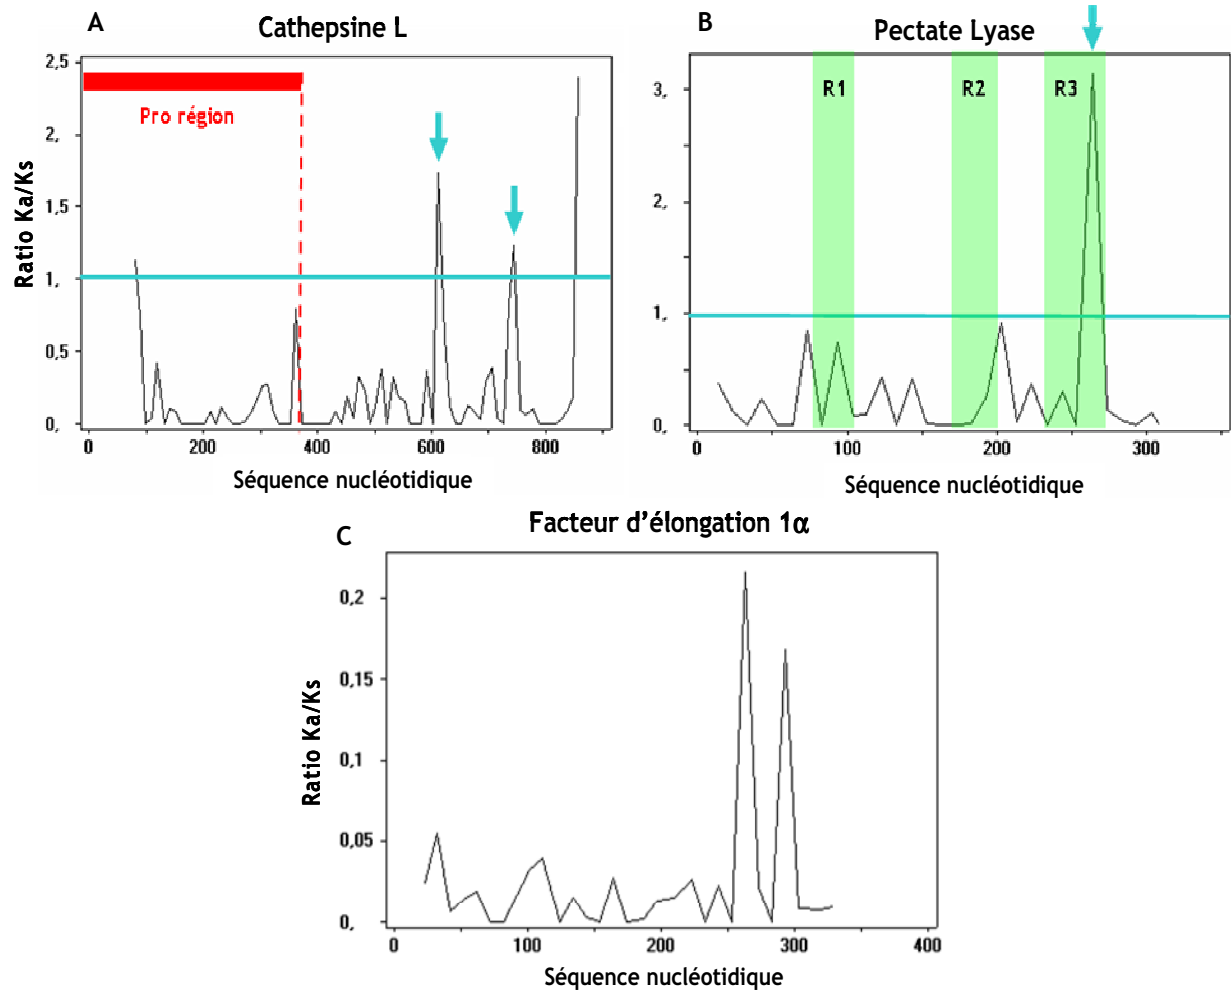 A
Cathepsine L
2,5
2,
1,5
1,
0,5
0,
Ratio Ka/Ks
Pro région
0
200
400
600
800
Séquence nucléotidique
B
Pectate Lyase
R1
R2
R3
3,
2,
1,
0,
0
100
200
300
Séquence nucléotidique
C
Facteur d'élongation 1α
0,2
0,15
0,1
0,05
0,
Ratio Ka/Ks
0
100
200
300
400
Séquence nucléotidique